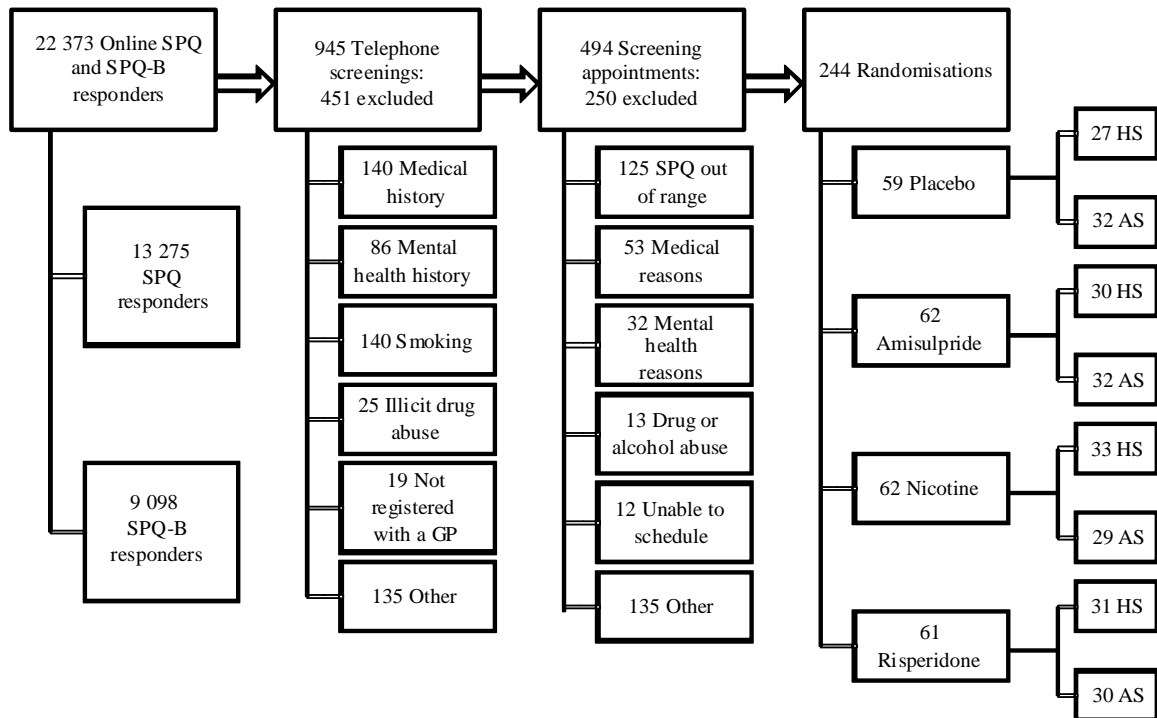 22 373 Online SPQ
and SPQ-B
responders
13 275
SPQ
responders
9 098
SPQ-B
responders
945 Telephone
screenings:
451 excluded
140 Medical
history
86 Mental
health history
140 Smoking
25 Illicit drug
abuse
19 Not
registered
with a GP
135 Other
494 Screening
appointments:
250 excluded
125 SPQ out
of range
53 Medical
reasons
32 Mental
health
reasons
13 Drug or
alcohol abuse
12 Unable to
schedule
135 Other
244 Randomisations
59 Placebo
27 HS
32 AS
62
Amisulpride
30 HS
32 AS
62 Nicotine
33 HS
29 AS
61
Risperidone
31 HS
30 AS